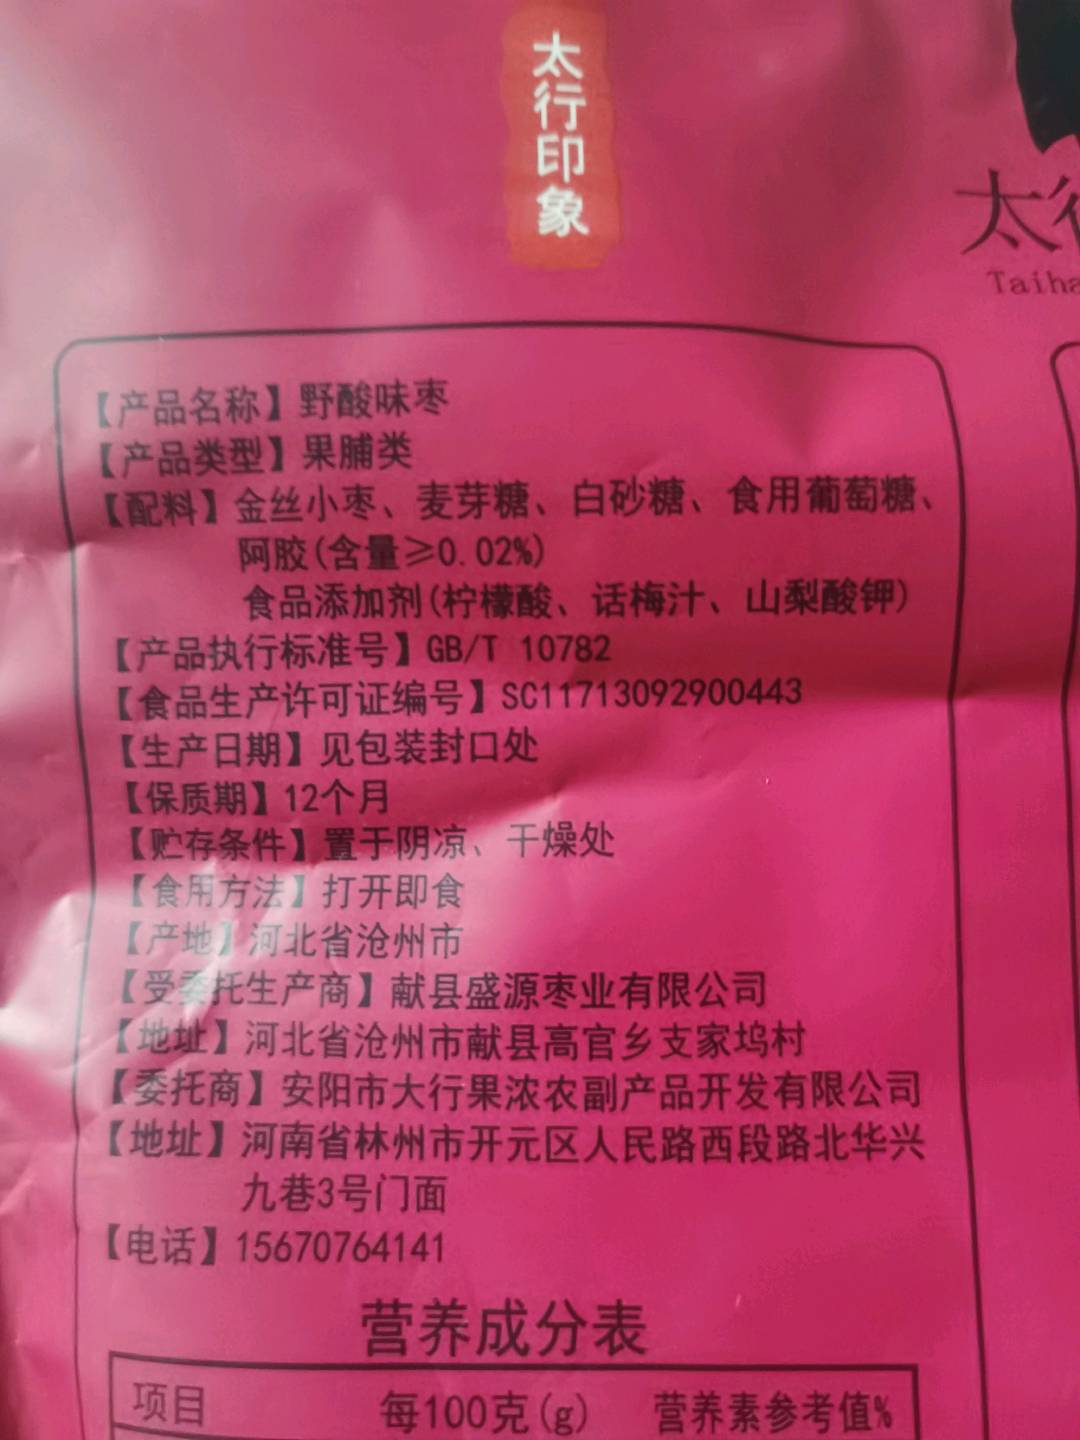 太行印象
太行
Taiha
【产品名称】野酸味枣
【产品类型】果脯类
【配料】金丝小枣、麦芽糖、白砂糖、食用葡萄糖、
阿胶(含量≥0.02%)
食品添加剂(柠檬酸、话梅汁、山梨酸钾)
【产品执行标准号】GB/T 10782
【食品生产许可证编号】SC11713092900443
【生产日期】见包装封口处
【保质期】12个月
【贮存条件】置于阴凉、干燥处
【食用方法】打开即食
【产地】河北省沧州市
【受委托生产商】献县盛源枣业有限公司
【地址】河北省沧州市献县高官乡支家坞村
【委托商】安阳市大行果浓农副产品开发有限公司
【地址】河南省林州市开元区人民路西段路北华兴
九巷3号门面
【电话】15670764141
营养成分表
项目 每100克(g) 营养素参考值%